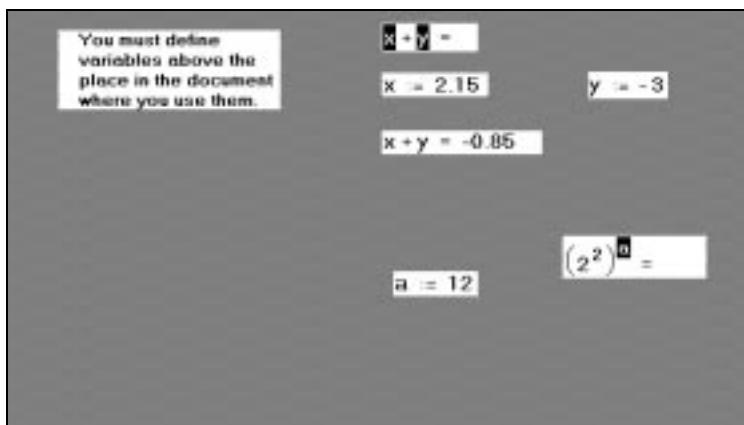 You must define
variables above the
place in the document
where you use them.
x + y =
x := 2.15
y := -3
x + y = -0.85
(2²)ᵃ =
a := 12